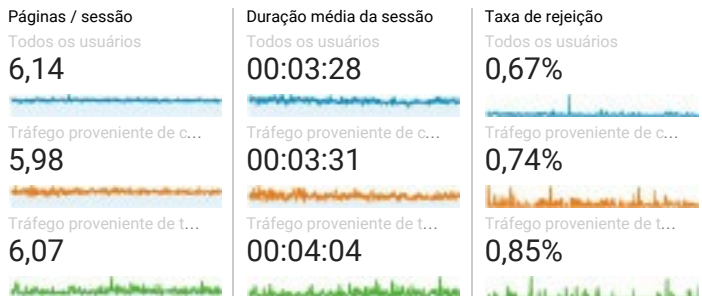 Páginas / sessão
Todos os usuários
6,14
Tráfego proveniente de c...
5,98
Tráfego proveniente de t...
6,07
Duração média da sessão
Todos os usuários
00:03:28
Tráfego proveniente de c...
00:03:31
Tráfego proveniente de t...
00:04:04
Taxa de rejeição
Todos os usuários
0,67%
Tráfego proveniente de c...
0,74%
Tráfego proveniente de t...
0,85%